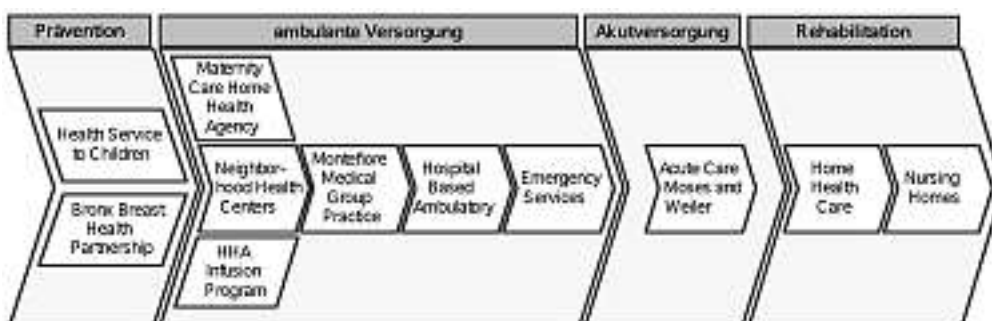 Prävention
ambulante Versorgung
Akutversorgung
Rehabilitation
Health Service
to Children
Bronx Breast
Health
Partnership
Maternity
Care Home
Health
Agency
Neighbor-
hood Health
Centers
HHA
Infusion
Program
Montefiore
Medical
Group
Practice
Hospital
Based
Ambulatory
Emergency
Services
Acute Care
Moses and
Weiler
Home
Health
Care
Nursing
Homes